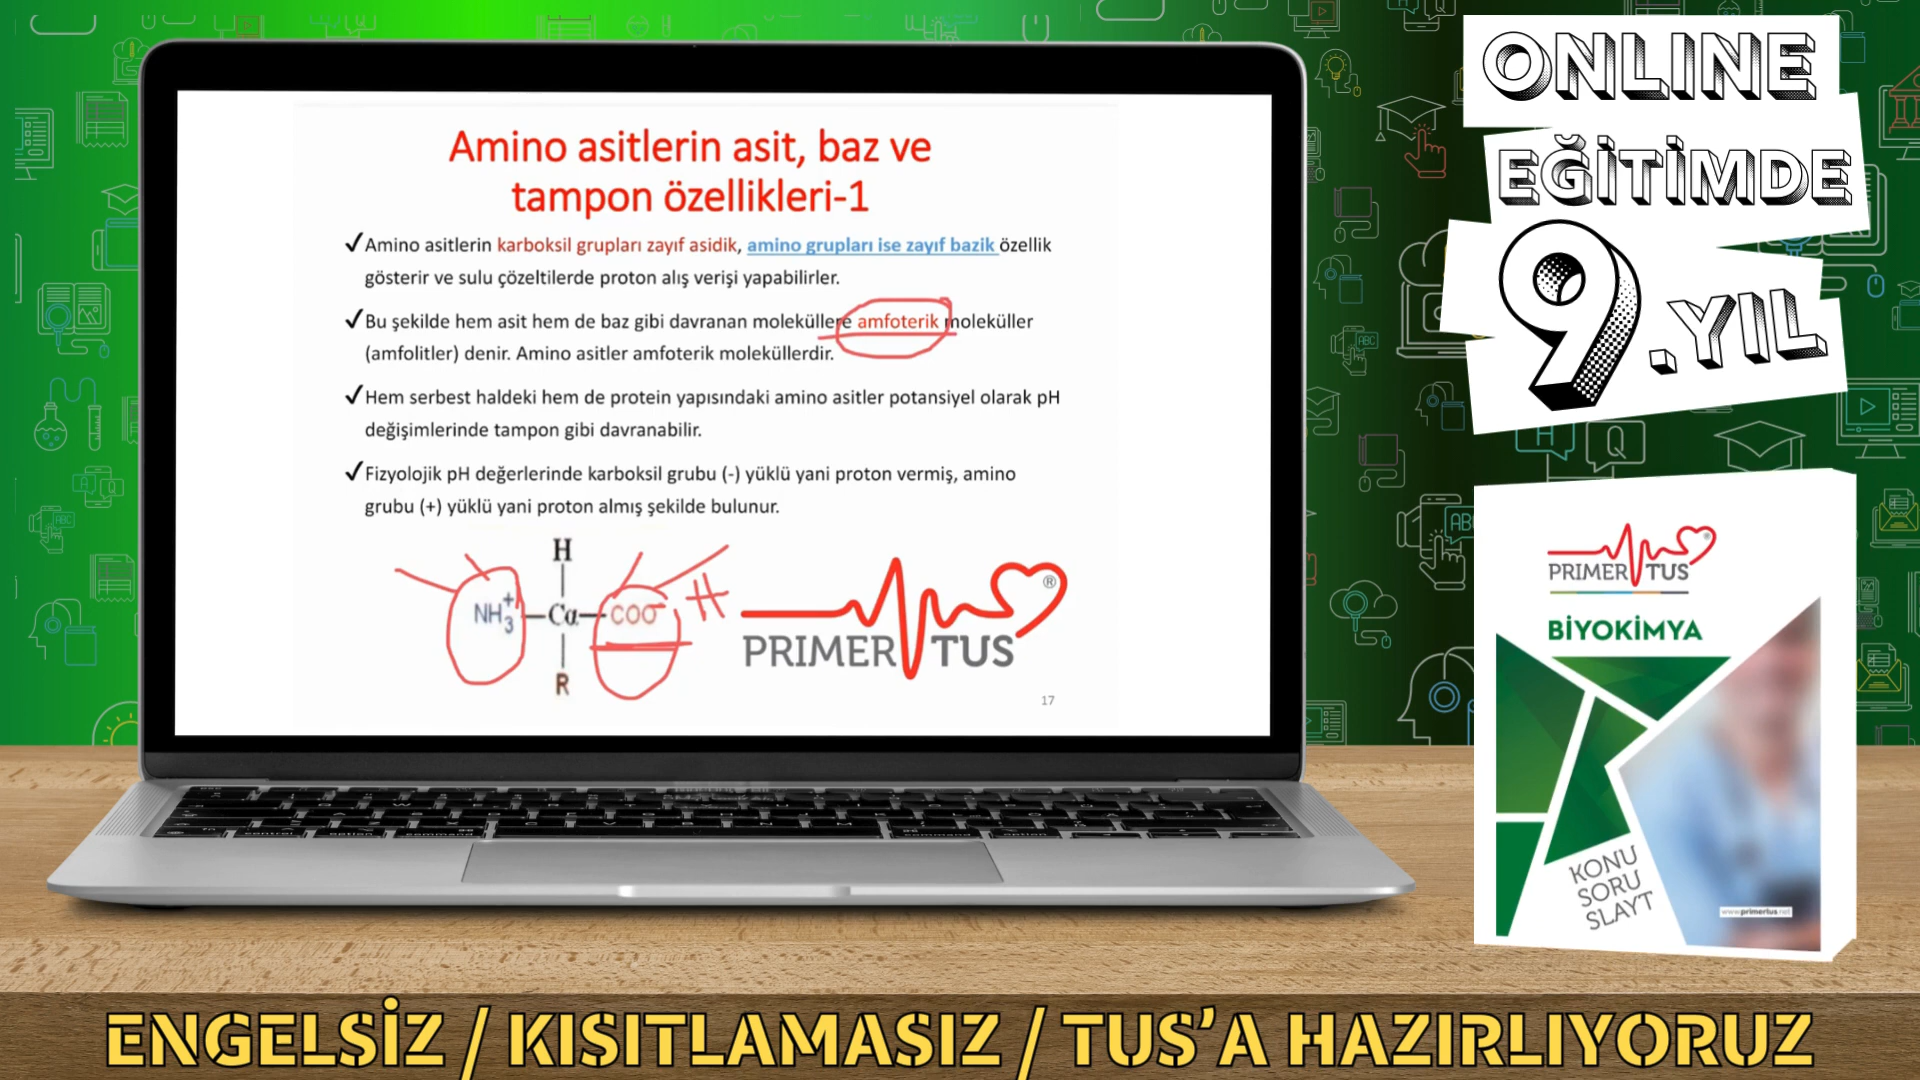 Amino asitlerin asit, baz ve
tampon özellikleri-1
✓Amino asitlerin karboksil grupları zayıf asidik, amino grupları ise zayıf bazik özellik
gösterir ve sulu çözeltilerde proton alış verişi yapabilirler.
✓Bu şekilde hem asit hem de baz gibi davranan moleküllere amfoterik moleküller
(amfolitler) denir. Amino asitler amfoterik moleküllerdir.
✓Hem serbest haldeki hem de protein yapısındaki amino asitler potansiyel olarak pH
değişimlerinde tampon gibi davranabilir.
✓Fizyolojik pH değerlerinde karboksil grubu (-) yüklü yani proton vermiş, amino
grubu (+) yüklü yani proton almış şekilde bulunur.
H
NH3+ —Cα— COO- H
R
PRIMER TUS ®
17
ONLINE
EĞİTİMDE
9.YIL
PRIMER TUS ®
BİYOKİMYA
KONU
SORU
SLAYT
www.primertus.net
ENGELSİZ / KISITLAMASIZ / TUS'A HAZIRLIYORUZ